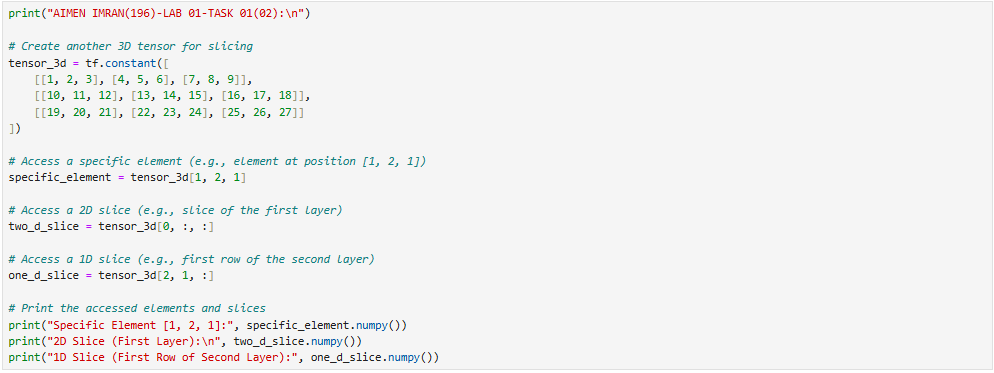 print("AIMEN IMRAN(196)-LAB 01-TASK 01(02):\n")
# Create another 3D tensor for slicing
tensor_3d = tf.constant([
    [[1, 2, 3], [4, 5, 6], [7, 8, 9]],
    [[10, 11, 12], [13, 14, 15], [16, 17, 18]],
    [[19, 20, 21], [22, 23, 24], [25, 26, 27]]
])
# Access a specific element (e.g., element at position [1, 2, 1])
specific_element = tensor_3d[1, 2, 1]
# Access a 2D slice (e.g., slice of the first layer)
two_d_slice = tensor_3d[0, :, :]
# Access a 1D slice (e.g., first row of the second layer)
one_d_slice = tensor_3d[2, 1, :]
# Print the accessed elements and slices
print("Specific Element [1, 2, 1]:", specific_element.numpy())
print("2D Slice (First Layer):\n", two_d_slice.numpy())
print("1D Slice (First Row of Second Layer):", one_d_slice.numpy())